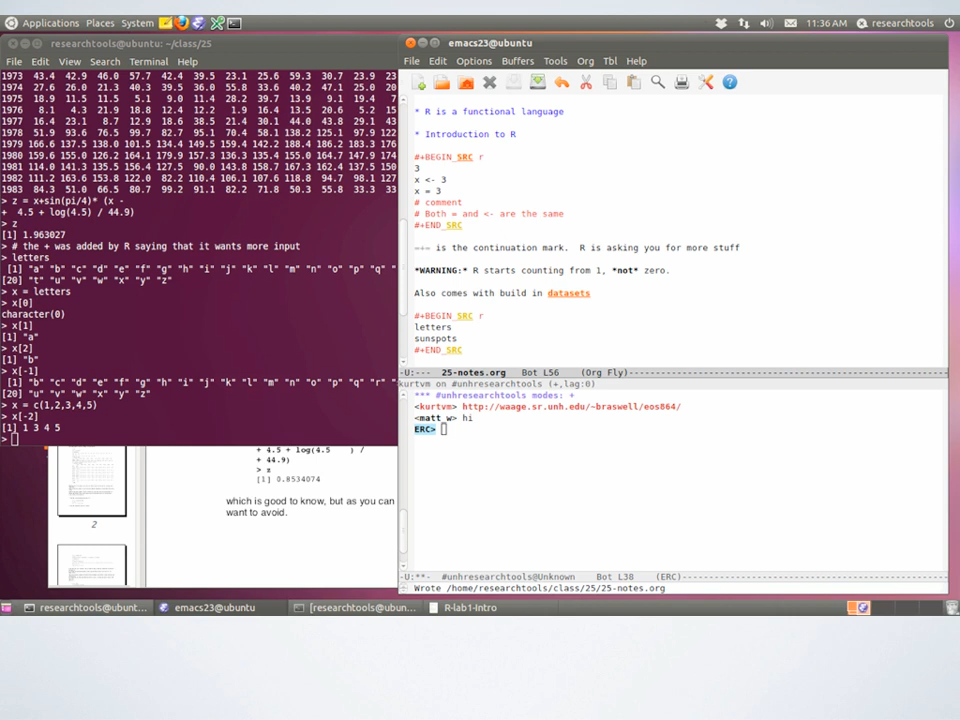 Applications Places System 11:36 AM researchtools
researchtools@ubuntu: ~/class/25
File Edit View Search Terminal Help
1973 43.4 42.9 46.0 57.7 42.4 39.5 23.1 25.6 59.3 30.7 23.9 23
1974 27.6 26.0 21.3 40.3 39.5 36.0 55.8 33.6 40.2 47.1 25.0 20
1975 18.9 11.5 11.5 5.1 9.0 11.4 28.2 39.7 13.9 9.1 19.4 7
1976 8.1 4.3 21.9 18.8 12.4 12.2 1.9 16.4 13.5 20.6 5.2 15
1977 16.4 23.1 8.7 12.9 18.6 38.5 21.4 30.1 44.0 43.8 29.1 43
1978 51.9 93.6 76.5 99.7 82.7 95.1 70.4 58.1 138.2 125.1 97.9 122
1979 166.6 137.5 138.0 101.5 134.4 149.5 159.4 142.2 188.4 186.2 183.3 176
1980 159.6 155.0 126.2 164.1 179.9 157.3 136.3 135.4 155.0 164.7 147.9 174
1981 114.0 141.3 135.5 156.4 127.5 90.0 143.8 158.7 167.3 162.4 137.5 150
1982 111.2 163.6 153.8 122.0 82.2 110.4 106.1 107.6 118.8 94.7 98.1 127
1983 84.3 51.0 66.5 80.7 99.2 91.1 82.2 71.8 50.3 55.8 33.3 33
> z = x+sin(pi/4)* (x -
+ 4.5 + log(4.5) / 44.9)
> z
[1] 1.963027
> # the + was added by R saying that it wants more input
> letters
[1] "a" "b" "c" "d" "e" "f" "g" "h" "i" "j" "k" "l" "m" "n" "o" "p" "q" "
[20] "t" "u" "v" "w" "x" "y" "z"
> x = letters
> x[0]
character(0)
> x[1]
[1] "a"
> x[2]
[1] "b"
> x[-1]
[1] "b" "c" "d" "e" "f" "g" "h" "i" "j" "k" "l" "m" "n" "o" "p" "q" "r" "
[20] "u" "v" "w" "x" "y" "z"
> x = c(1,2,3,4,5)
> x[-2]
[1] 1 3 4 5
>
+ 4.5 + log(4.5 ) /
+ 44.9)
> z
[1] 0.8534074
which is good to know, but as you can
want to avoid.
2
emacs23@ubuntu
File Edit Options Buffers Tools Org Tbl Help
* R is a functional language
* Introduction to R
#+BEGIN_SRC r
3
x <- 3
x = 3
# comment
# Both = and <- are the same
#+END_SRC
=+= is the continuation mark. R is asking you for more stuff
*WARNING:* R starts counting from 1, *not* zero.
Also comes with build in datasets
#+BEGIN_SRC r
letters
sunspots
#+END_SRC
-U:--- 25-notes.org Bot L56 (Org Fly)
kurtvm on #unhresearchtools (+,lag:0)
*** #unhresearchtools modes: +
<kurtvm> http://waage.sr.unh.edu/~braswell/eos864/
<matt_w> hi
ERC>
-U:**- #unhresearchtools@Unknown Bot L38 (ERC)
Wrote /home/researchtools/class/25/25-notes.org
researchtools@ubunt... emacs23@ubuntu [researchtools@ubun... R-lab1-Intro